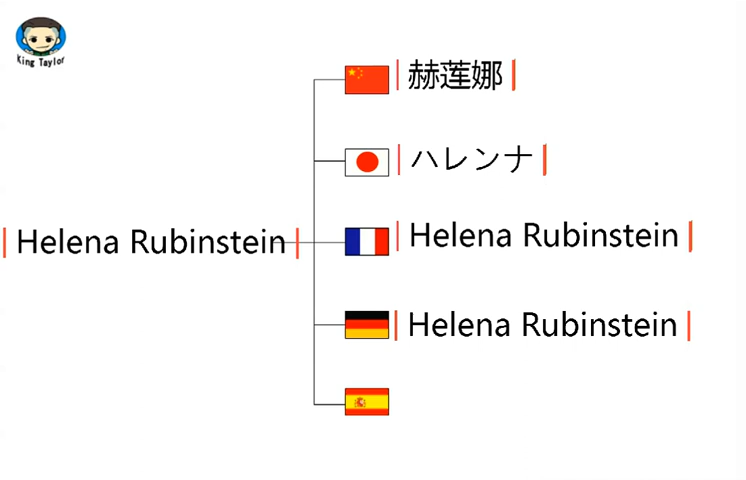 King Taylor
赫莲娜
ハレンナ
Helena Rubinstein
Helena Rubinstein
Helena Rubinstein